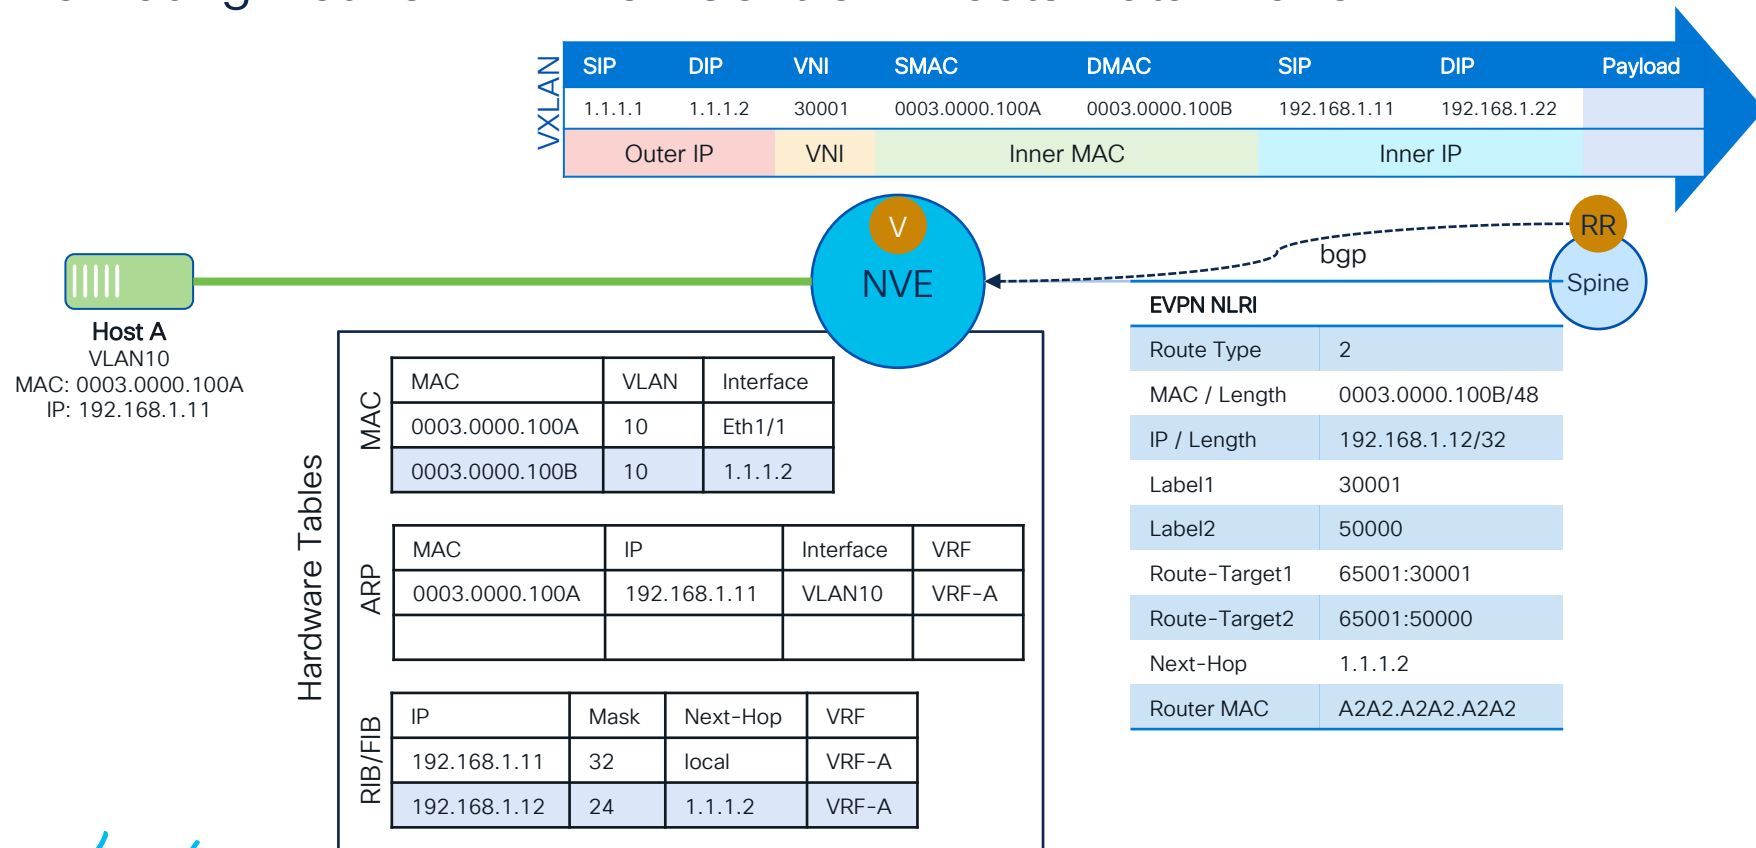 VXLAN
SIP DIP VNI SMAC DMAC SIP DIP Payload
1.1.1.1 1.1.1.2 30001 0003.0000.100A 0003.0000.100B 192.168.1.11 192.168.1.22
Outer IP VNI Inner MAC Inner IP
V
NVE
bgp
RR
Spine
Host A
VLAN10
MAC: 0003.0000.100A
IP: 192.168.1.11
Hardware Tables
MAC
MAC VLAN Interface
0003.0000.100A 10 Eth1/1
0003.0000.100B 10 1.1.1.2
ARP
MAC IP Interface VRF
0003.0000.100A 192.168.1.11 VLAN10 VRF-A
RIB/FIB
IP Mask Next-Hop VRF
192.168.1.11 32 local VRF-A
192.168.1.12 24 1.1.1.2 VRF-A
EVPN NLRI
Route Type 2
MAC / Length 0003.0000.100B/48
IP / Length 192.168.1.12/32
Label1 30001
Label2 50000
Route-Target1 65001:30001
Route-Target2 65001:50000
Next-Hop 1.1.1.2
Router MAC A2A2.A2A2.A2A2